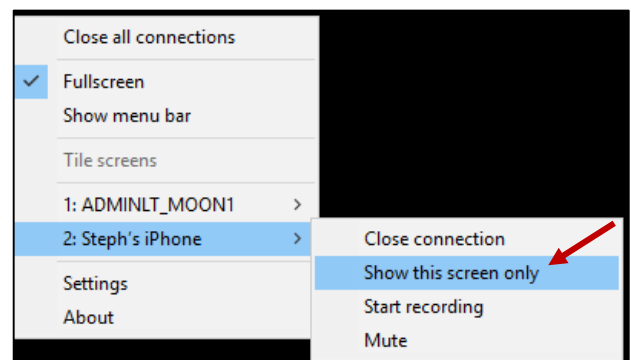 Close all connections
Fullscreen
Show menu bar
Tile screens
1: ADMINLT_MOON1
2: Steph's iPhone
Settings
About
Close connection
Show this screen only
Start recording
Mute